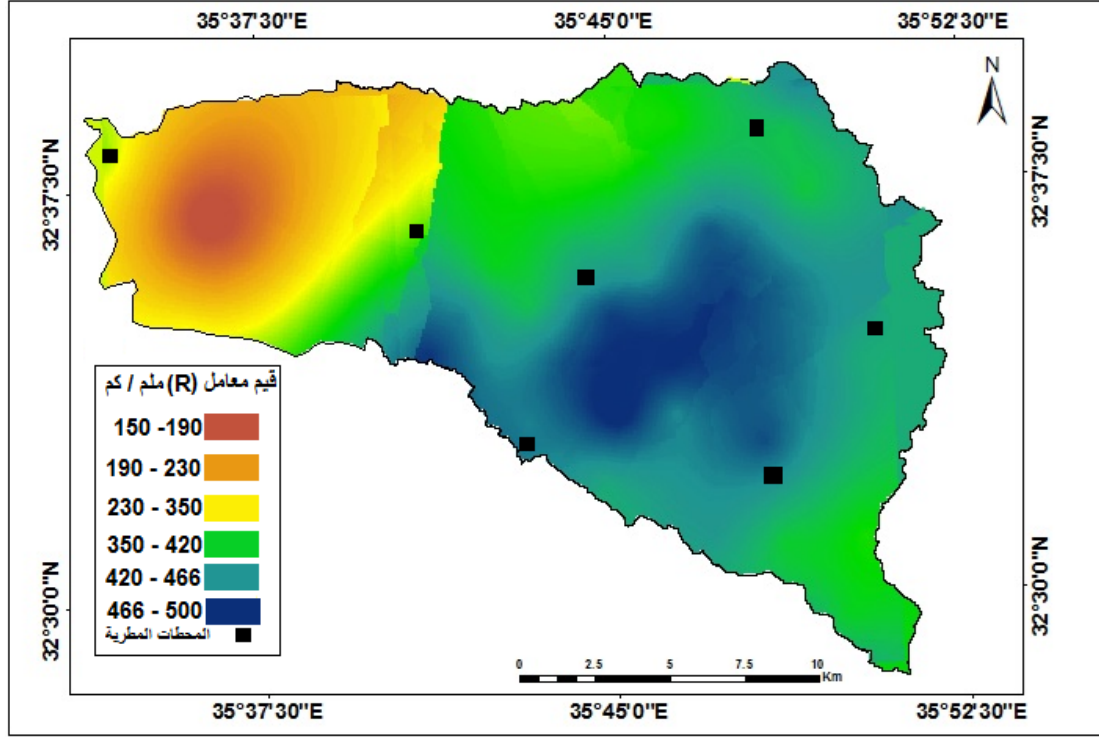 35°37'30"E 35°45'0"E 35°52'30"E
N
32°37'30"N 32°37'30"N
قيم معامل (R) ملم / كم
150 -190
190 - 230
230 - 350
350 - 420
420 - 466
466 - 500
المحطات المطرية
32°30'0"N 32°30'0"N
0 2.5 5 7.5 10
Km
35°37'30"E 35°45'0"E 35°52'30"E